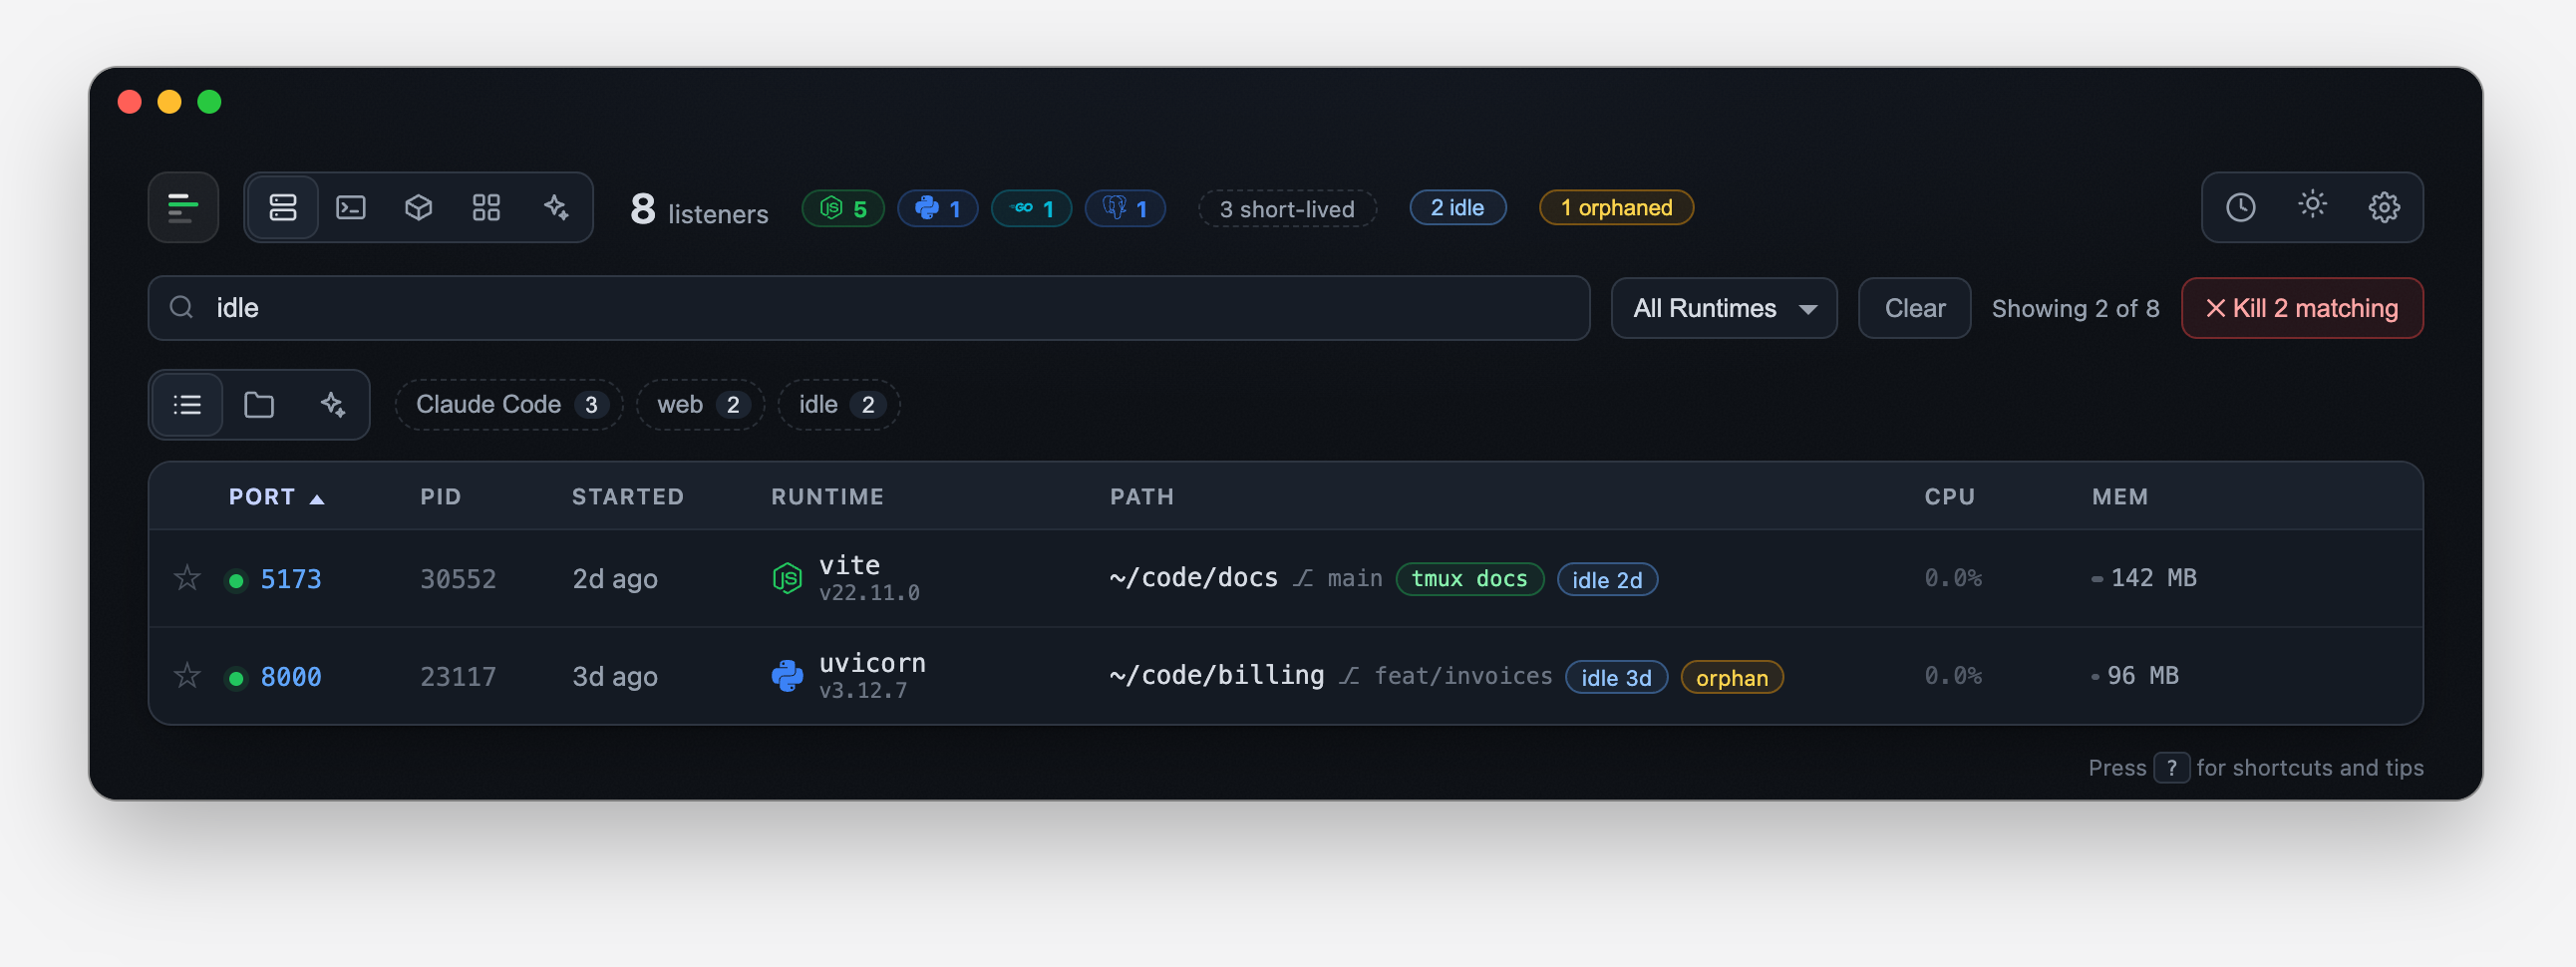 8 listeners JS 5 1 GO 1 1 3 short-lived 2 idle 1 orphaned
idle All Runtimes Clear Showing 2 of 8 Kill 2 matching
Claude Code 3 web 2 idle 2
PORT PID STARTED RUNTIME PATH CPU MEM
5173 30552 2d ago JS vite ~/code/docs main tmux docs idle 2d 0.0% 142 MB
v22.11.0
8000 23117 3d ago uvicorn ~/code/billing feat/invoices idle 3d orphan 0.0% 96 MB
v3.12.7
Press ? for shortcuts and tips